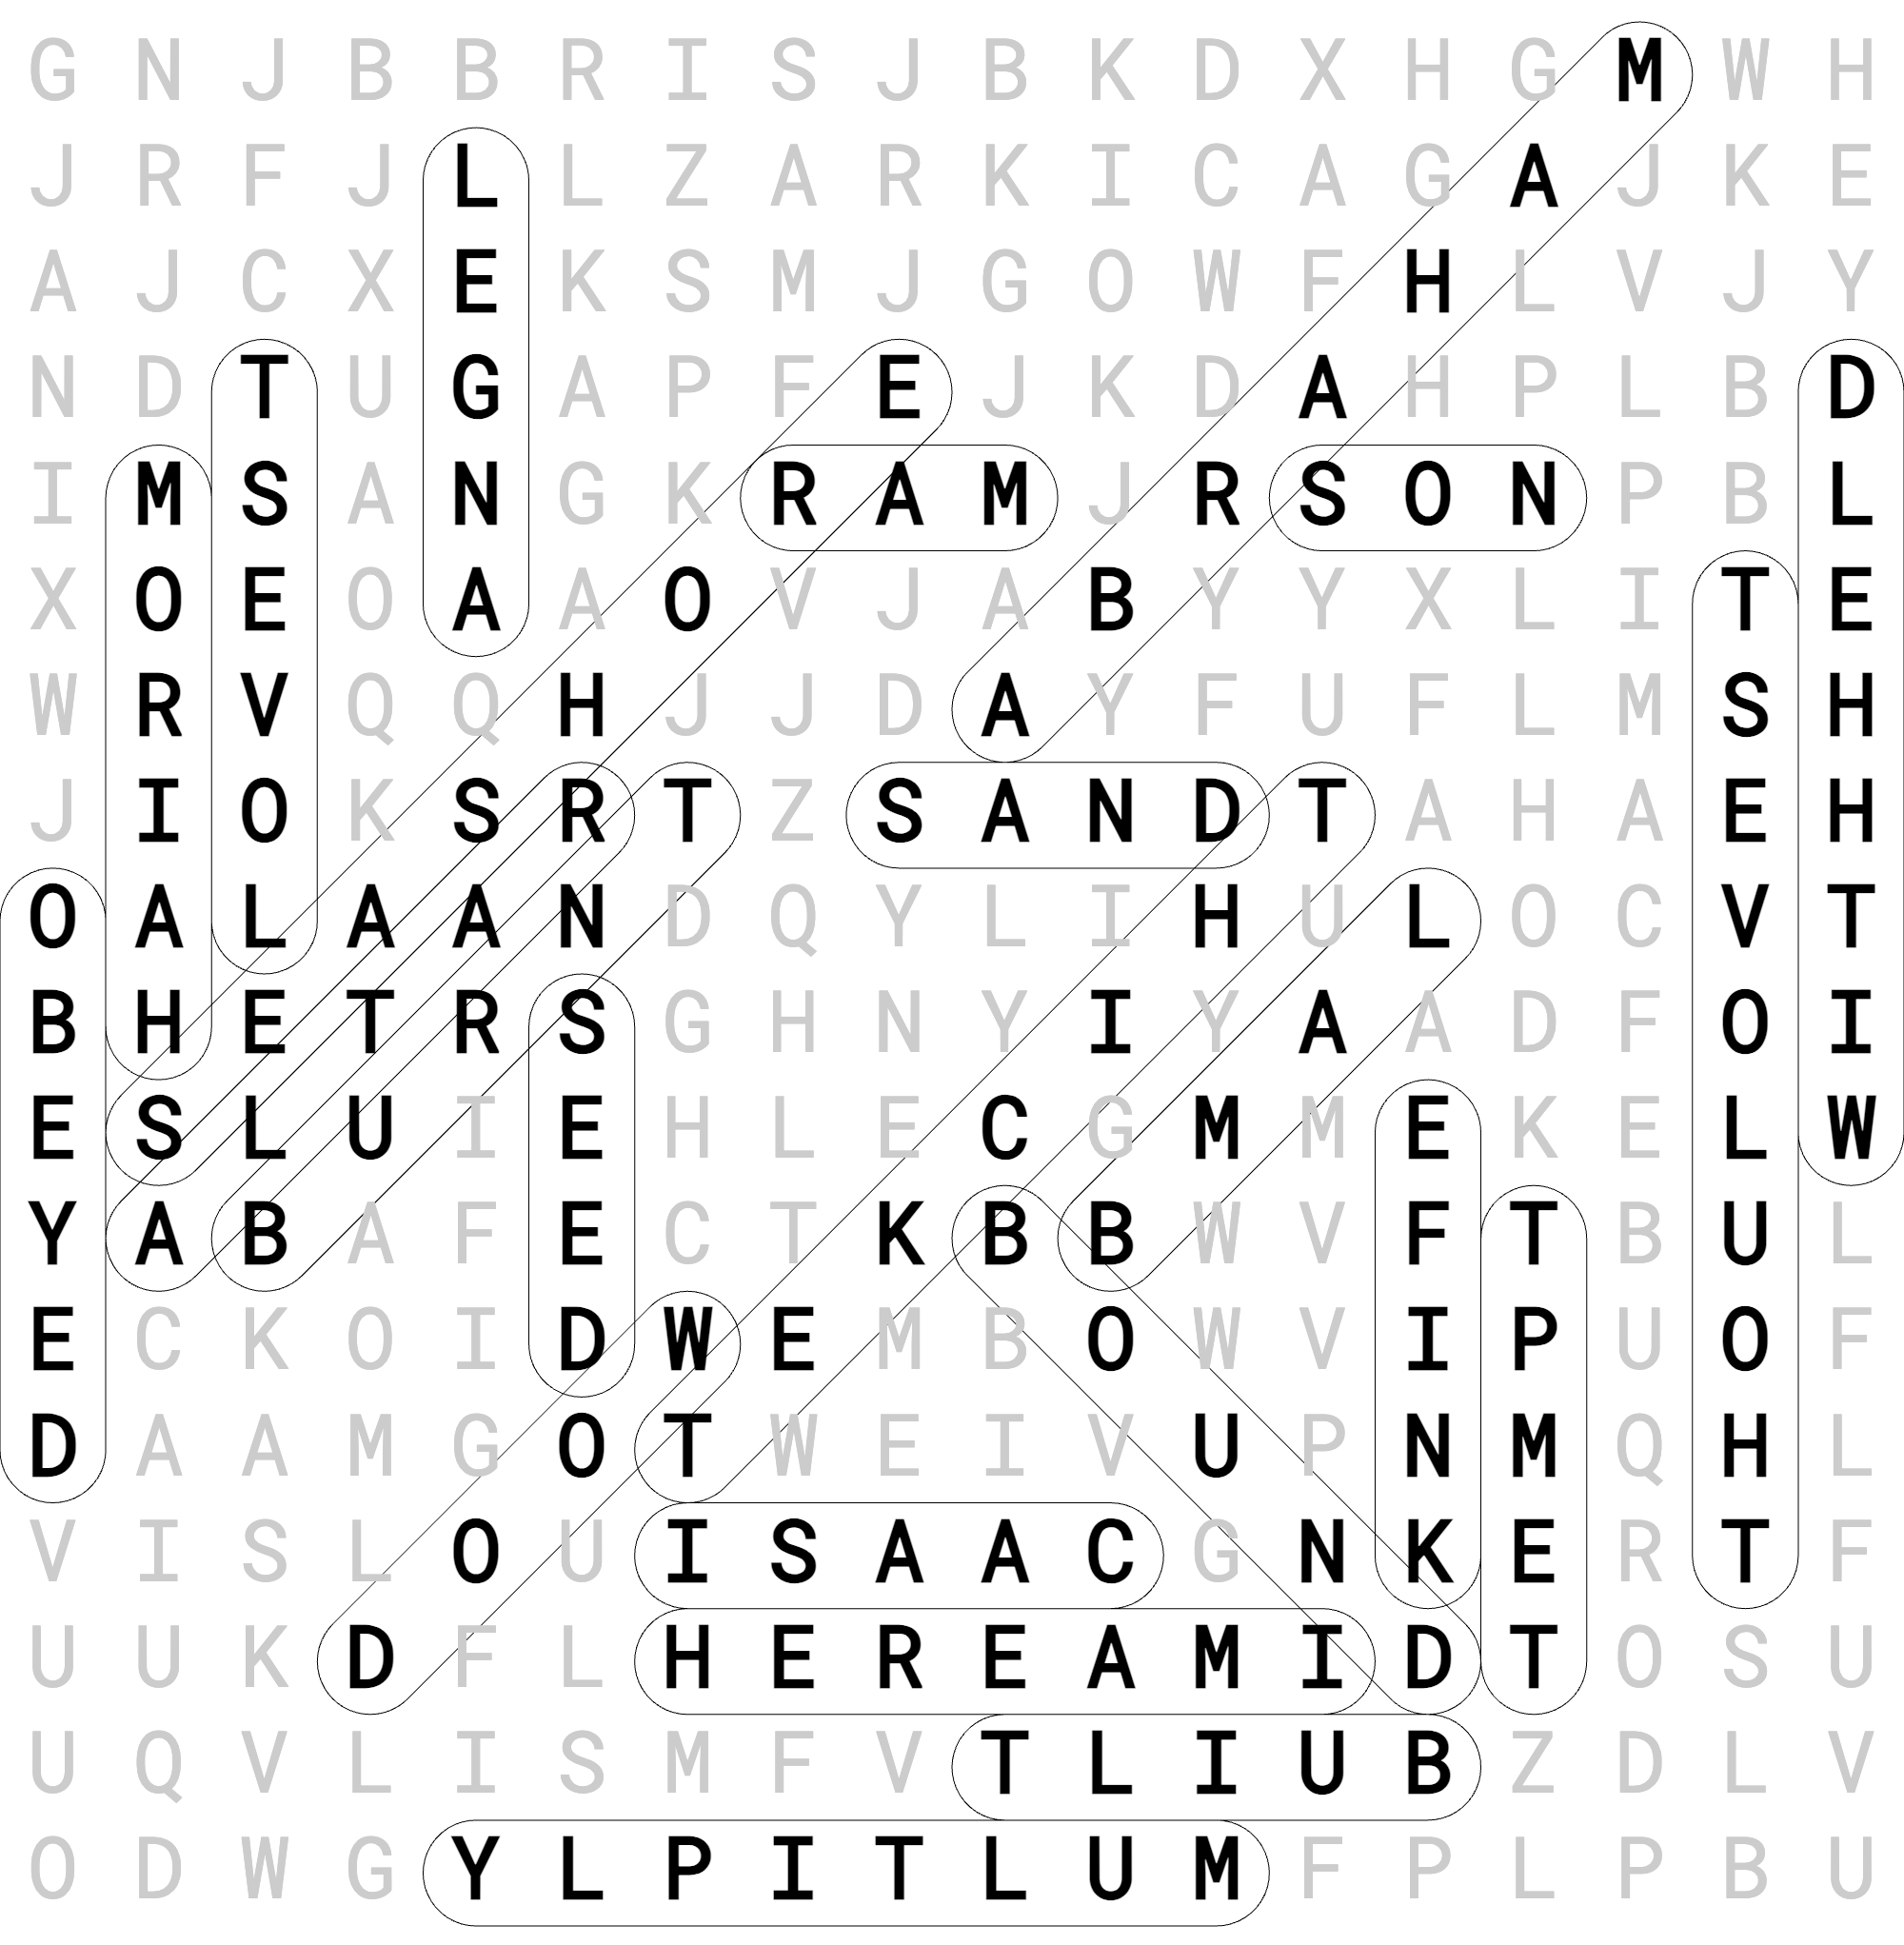 G N J B B R I S J B K D X H G M W H
J R F J L L Z A R K I C A G A J K E
A J C X E K S M J G O W F H L V J Y
N D T U G A P F E J K D A H P L B D
I M S A N G K R A M J R S O N P B L
X O E O A A O V J A B Y Y X L I T E
W R V Q Q H J J D A Y F U F L M S H
J I O K S R T Z S A N D T A H A E H
O A L A A N D Q Y L I H U L O C V T
B H E T R S G H N Y I Y A A D F O I
E S L U I E H L E C G M M E K E L W
Y A B A F E C T K B B W V F T B U L
E C K O I D W E M B O W V I P U O F
D A A M G O T W E I V U P N M Q H L
V I S L O U I S A A C G N K E R T F
U U K D F L H E R E A M I D T O S U
U Q V L I S M F V T L I U B Z D L V
O D W G Y L P I T L U M F P L P B U